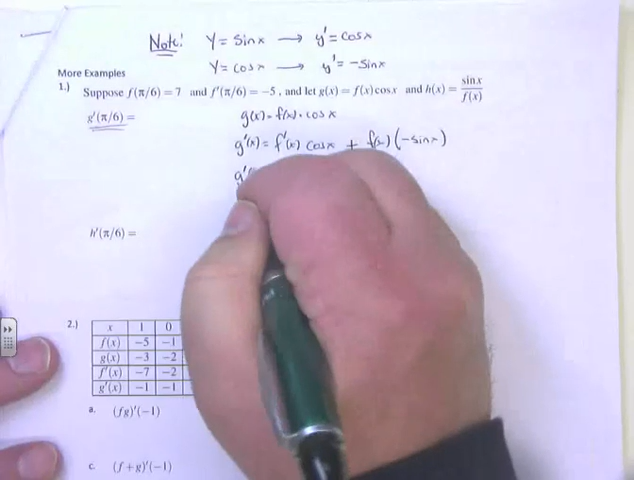 Note! y = sinx → y' = cosx
y = cosx → y' = -sinx
More Examples
1.) Suppose f(π/6) = 7 and f'(π/6) = -5, and let g(x) = f(x)cosx and h(x) = sinx / f(x)
g'(π/6) = g(x) = f(x) · cosx
g'(x) = f'(x) cosx + f(x)(-sinx)
g'(
h'(π/6) =
2.) x 1 0
f(x) -5 -1
g(x) -3 -2
f'(x) -7 -2
g'(x) -1 -1
a. (fg)'(-1)
c. (f+g)'(-1)